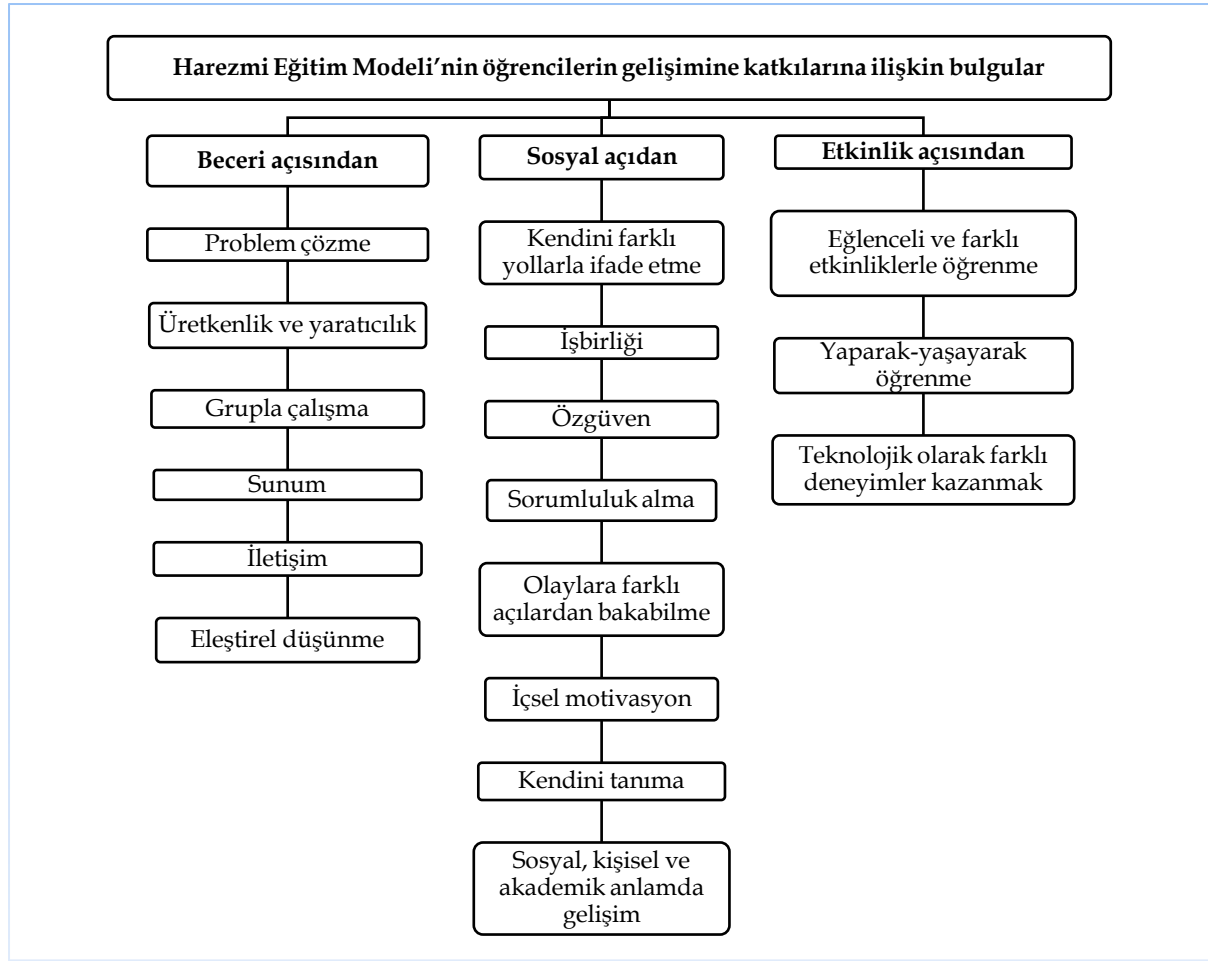 Harezmi Eğitim Modeli’nin öğrencilerin gelişimine katkılarına ilişkin bulgular
Beceri açısından
Problem çözme
Üretkenlik ve yaratıcılık
Grupla çalışma
Sunum
İletişim
Eleştirel düşünme
Sosyal açıdan
Kendini farklı
yollarla ifade etme
İşbirliği
Özgüven
Sorumluluk alma
Olaylara farklı
açılardan bakabilme
İçsel motivasyon
Kendini tanıma
Sosyal, kişisel ve
akademik anlamda
gelişim
Etkinlik açısından
Eğlenceli ve farklı
etkinliklerle öğrenme
Yaparak-yaşayarak
öğrenme
Teknolojik olarak farklı
deneyimler kazanmak